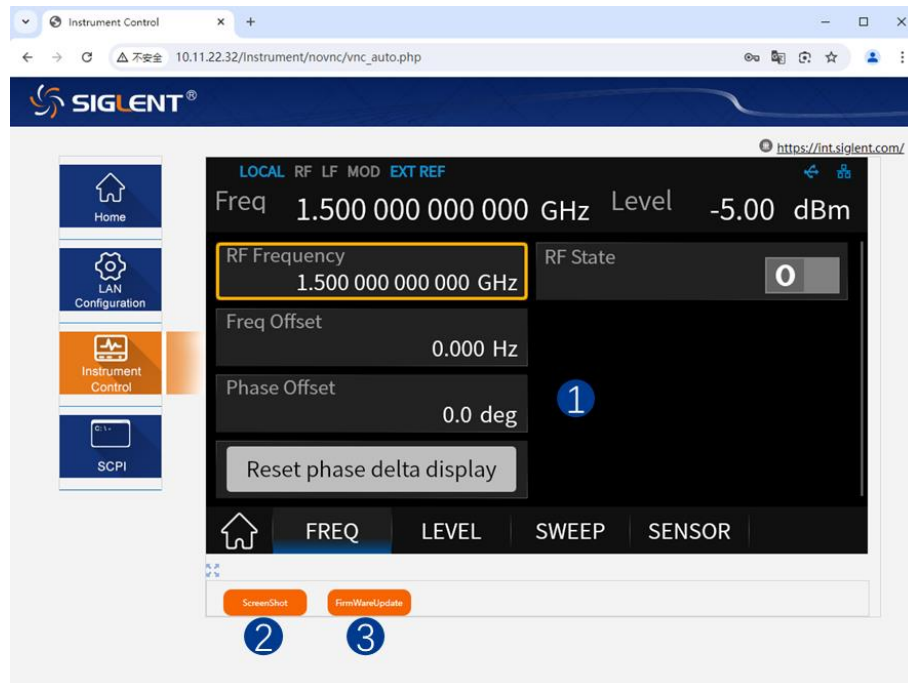 Instrument Control
不安全 10.11.22.32/Instrument/novnc/vnc_auto.php
SIGLENT®
https://int.siglent.com/
Home
LAN
Configuration
Instrument
Control
C:\-
SCPI
LOCAL RF LF MOD EXT REF
Freq 1.500 000 000 000 GHz Level -5.00 dBm
RF Frequency
1.500 000 000 000 GHz
RF State
O
Freq Offset
0.000 Hz
Phase Offset
0.0 deg
1
Reset phase delta display
FREQ LEVEL SWEEP SENSOR
ScreenShot FirmWareUpdate
2 3